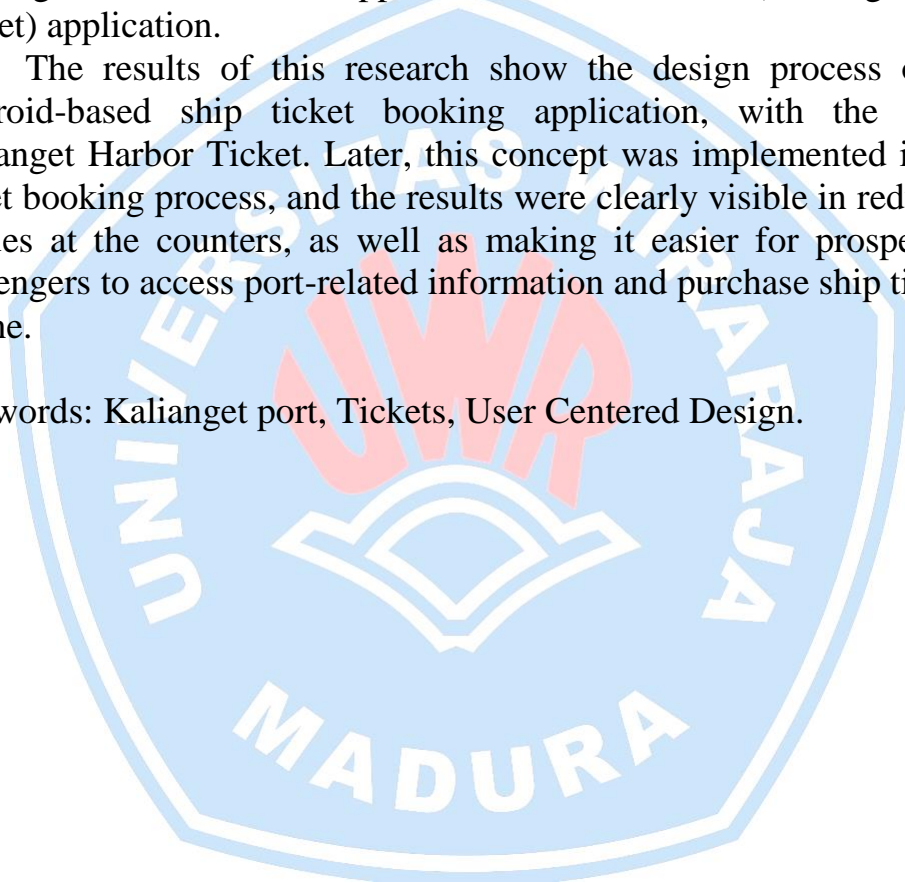 et) application.
The results of this research show the design process
roid-based ship ticket booking application, with the
anget Harbor Ticket. Later, this concept was implemented i
et booking process, and the results were clearly visible in red
es at the counters, as well as making it easier for prospe
engers to access port-related information and purchase ship ti
ne.
words: Kalianget port, Tickets, User Centered Design.
UNIVERSITAS WIRARAJA
UWR
MADURA